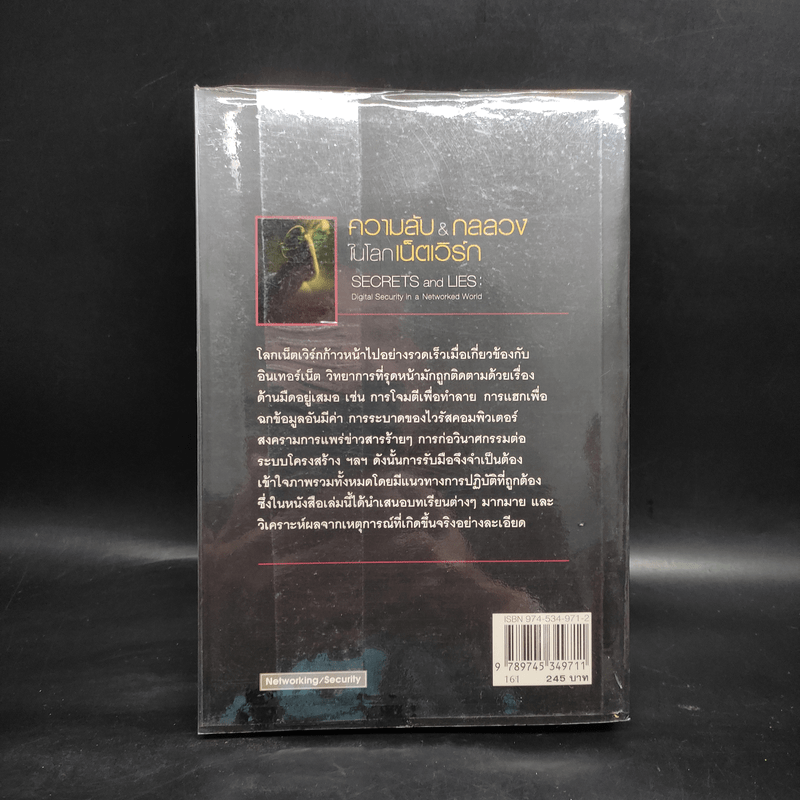 ความลับ & กลลวง
ในโลกเน็ตเวิร์ก
SECRETS and LIES :
Digital Security in a Networked World
โลกเน็ตเวิร์กก้าวหน้าไปอย่างรวดเร็วเมื่อเกี่ยวข้องกับ
อินเทอร์เน็ต วิทยาการที่รุดหน้ามักถูกติดตามด้วยเรื่อง
ด้านมืดอยู่เสมอ เช่น การโจมตีเพื่อทำลาย การแฮกเพื่อ
ฉกข้อมูลอันมีค่า การระบาดของไวรัสคอมพิวเตอร์
สงครามการแพร่ข่าวสารร้ายๆ การก่อวินาศกรรมต่อ
ระบบโครงสร้าง ฯลฯ ดังนั้นการรับมือจึงจำเป็นต้อง
เข้าใจภาพรวมทั้งหมดโดยมีแนวทางการปฏิบัติที่ถูกต้อง
ซึ่งในหนังสือเล่มนี้ได้นำเสนอบทเรียนต่างๆ มากมาย และ
วิเคราะห์ผลจากเหตุการณ์ที่เกิดขึ้นจริงอย่างละเอียด
ISBN 974-534-971-2
9 789745 349711
161 245 บาท
Networking/Security